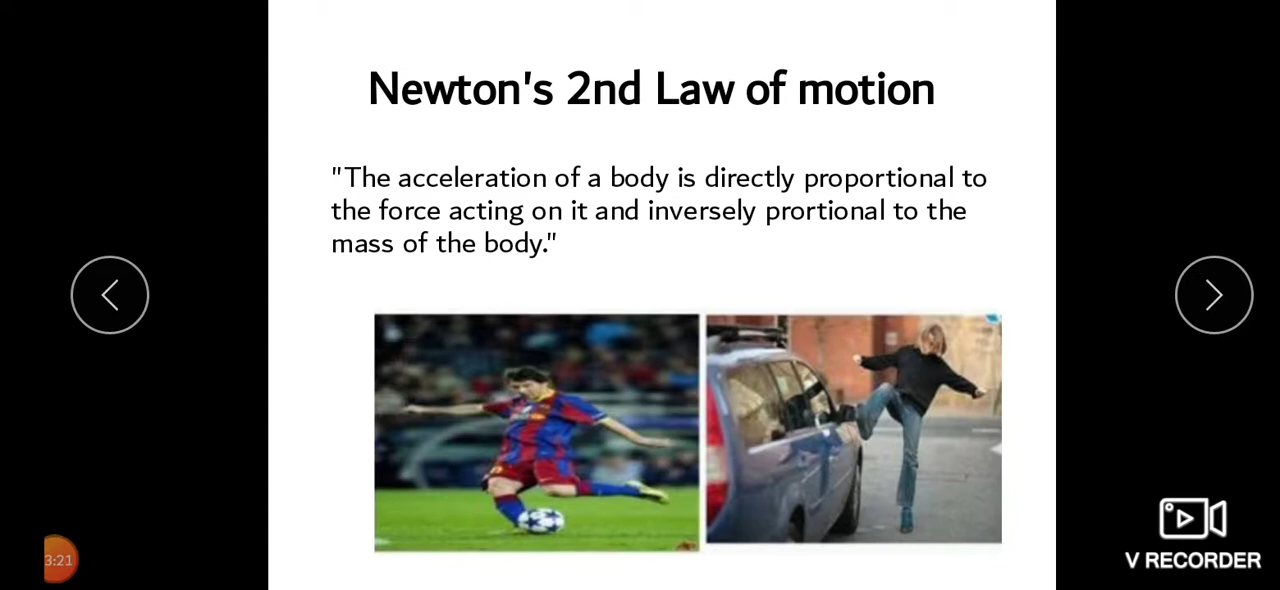 Newton's 2nd Law of motion
"The acceleration of a body is directly proportional to
the force acting on it and inversely prortional to the
mass of the body."
3:21
V RECORDER